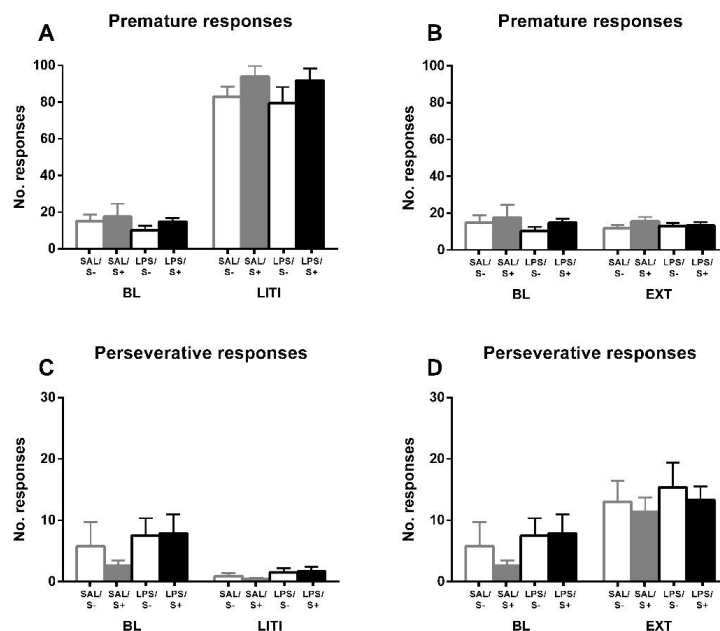 A
Premature responses
No. responses
100
80
60
40
20
0
SAL/ SAL/ LPS/ LPS/ SAL/ SAL/ LPS/ LPS/
S- S+ S- S+ S- S+ S- S+
BL LITI
B
Premature responses
No. responses
100
80
60
40
20
0
SAL/ SAL/ LPS/ LPS/ SAL/ SAL/ LPS/ LPS/
S- S+ S- S+ S- S+ S- S+
BL EXT
C
Perseverative responses
No. responses
30
20
10
0
SAL/ SAL/ LPS/ LPS/ SAL/ SAL/ LPS/ LPS/
S- S+ S- S+ S- S+ S- S+
BL LITI
D
Perseverative responses
No. responses
30
20
10
0
SAL/ SAL/ LPS/ LPS/ SAL/ SAL/ LPS/ LPS/
S- S+ S- S+ S- S+ S- S+
BL EXT